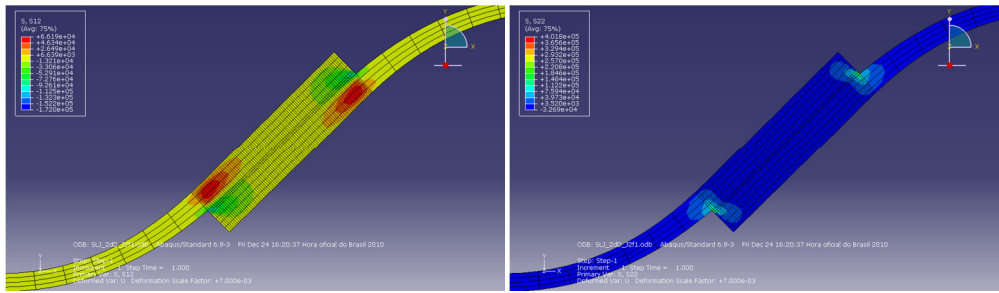 S, S12
(Avg: 75%)
+6.619e+04
+4.634e+04
+2.649e+04
+6.639e+03
-1.321e+04
-3.306e+04
-5.291e+04
-7.276e+04
-9.261e+04
-1.125e+05
-1.323e+05
-1.522e+05
-1.720e+05
Y
X
ODB: SLJ_2d0_J2f1.odb Abaqus/Standard 6.9-3 Fri Dec 24 16:20:37 Hora oficial do Brasil 2010
Y
X
Step: Step-1
Increment 1: Step Time = 1.000
Primary Var: S, S12
Deformed Var: U Deformation Scale Factor: +7.000e-03
S, S22
(Avg: 75%)
+4.018e+05
+3.656e+05
+3.294e+05
+2.932e+05
+2.570e+05
+2.208e+05
+1.846e+05
+1.484e+05
+1.122e+05
+7.594e+04
+3.973e+04
+3.520e+03
-3.269e+04
Y
X
ODB: SLJ_2d0_J2f1.odb Abaqus/Standard 6.9-3 Fri Dec 24 16:20:37 Hora oficial do Brasil 2010
Y
X
Step: Step-1
Increment 1: Step Time = 1.000
Primary Var: S, S22
Deformed Var: U Deformation Scale Factor: +7.000e-03